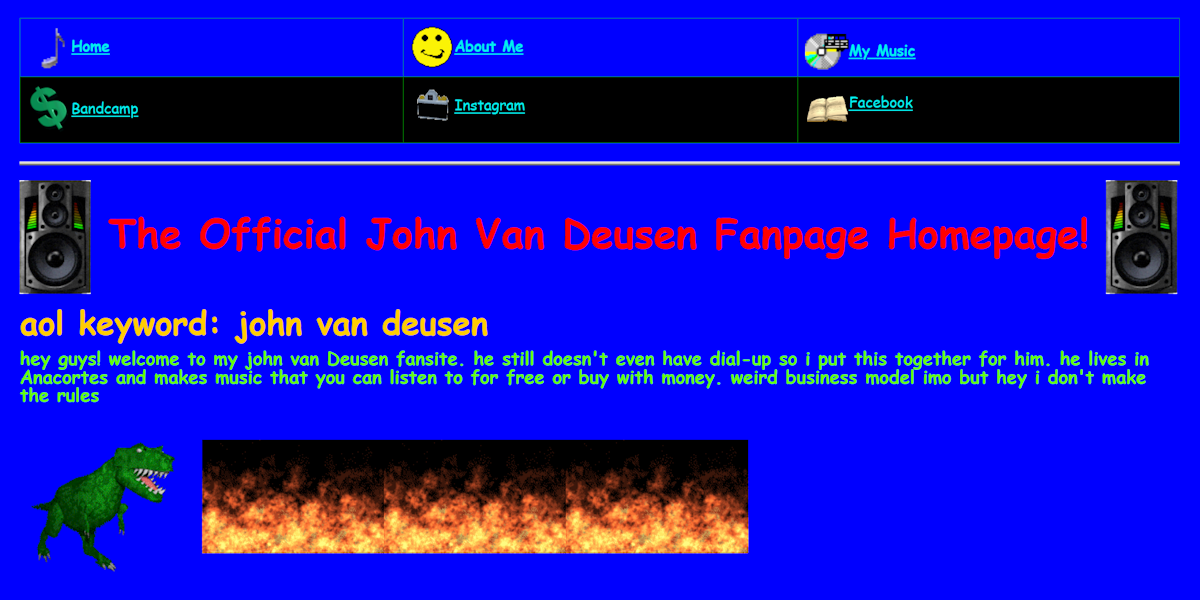 Home
About Me
My Music
Bandcamp
Instagram
Facebook
The Official John Van Deusen Fanpage Homepage!
aol keyword: john van deusen
hey guys! welcome to my john van Deusen fansite. he still doesn't even have dial-up so i put this together for him. he lives in
Anacortes and makes music that you can listen to for free or buy with money. weird business model imo but hey i don't make
the rules